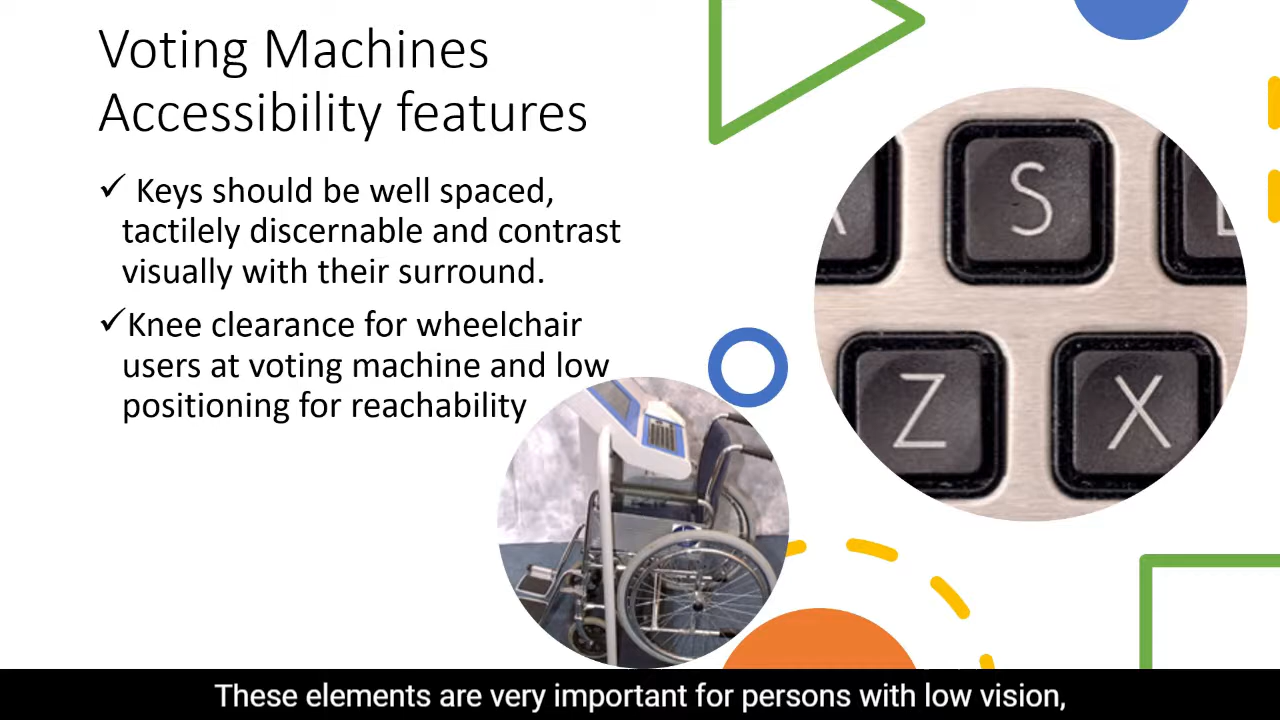 Voting Machines
Accessibility features
✓ Keys should be well spaced,
tactilely discernable and contrast
visually with their surround.
✓Knee clearance for wheelchair
users at voting machine and low
positioning for reachability
S
Z X
These elements are very important for persons with low vision,